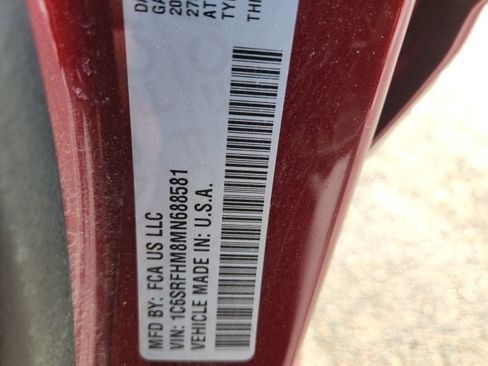 MFD BY: FCA US LLC
VIN: 1C6SRFHM8MN688581
VEHICLE MADE IN: U.S.A.